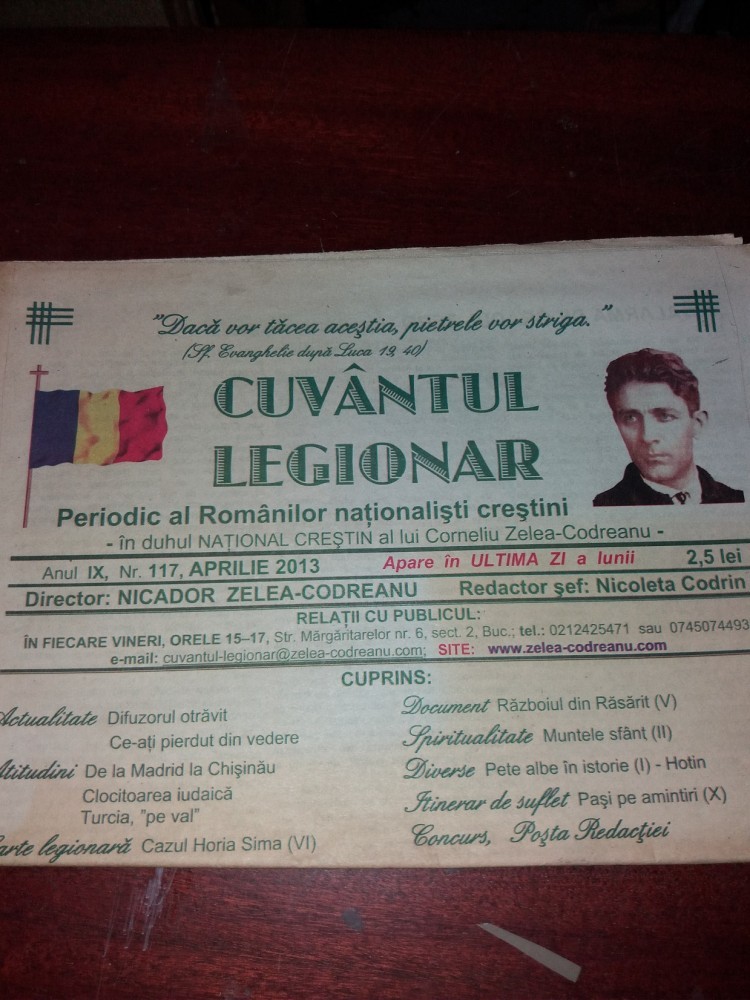 "Dacă vor tăcea aceştia, pietrele vor striga."
(Sf. Evanghelie după Luca 19, 40)
CUVÂNTUL
LEGIONAR
Periodic al Românilor naţionalişti creştini
- în duhul NAŢIONAL CREŞTIN al lui Corneliu Zelea-Codreanu -
Anul IX, Nr. 117, APRILIE 2013 Apare în ULTIMA ZI a lunii 2,5 lei
Director: NICADOR ZELEA-CODREANU Redactor şef: Nicoleta Codrin
RELAŢII CU PUBLICUL:
ÎN FIECARE VINERI, ORELE 15–17, Str. Mărgăritarelor nr. 6, sect. 2, Buc.; tel.: 0212425471 sau 0745074493
e-mail: cuvantul-legionar@zelea-codreanu.com; SITE: www.zelea-codreanu.com
CUPRINS:
Actualitate Difuzorul otrăvit
Ce-aţi pierdut din vedere
Atitudini De la Madrid la Chişinău
Clocitoarea iudaică
Turcia, "pe val"
Carte legionară Cazul Horia Sima (VI)
Document Războiul din Răsărit (V)
Spiritualitate Muntele sfânt (II)
Diverse Pete albe în istorie (I) - Hotin
Itinerar de suflet Paşi pe amintiri (X)
Concurs, Poşta Redacţiei